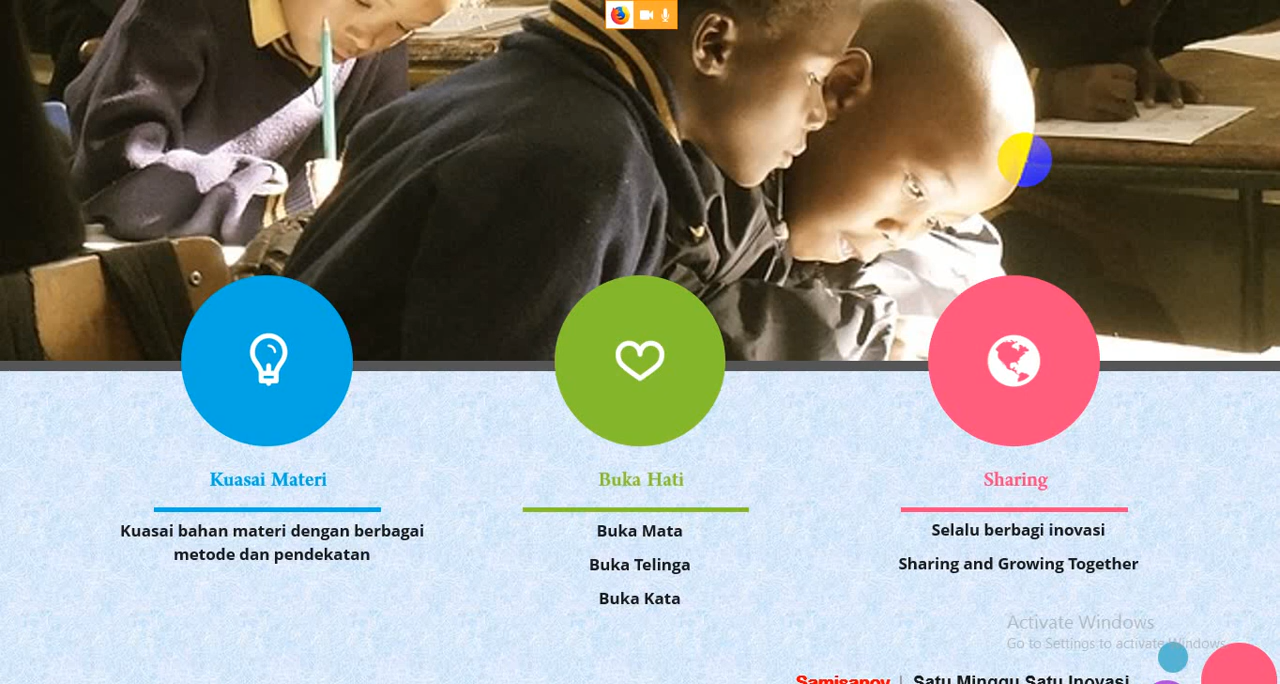 Kuasai Materi
Kuasai bahan materi dengan berbagai
metode dan pendekatan
Buka Hati
Buka Mata
Buka Telinga
Buka Kata
Sharing
Selalu berbagi inovasi
Sharing and Growing Together
Activate Windows
Go to Settings to activate Windows.
Samisanov | Satu Minggu Satu Inovasi